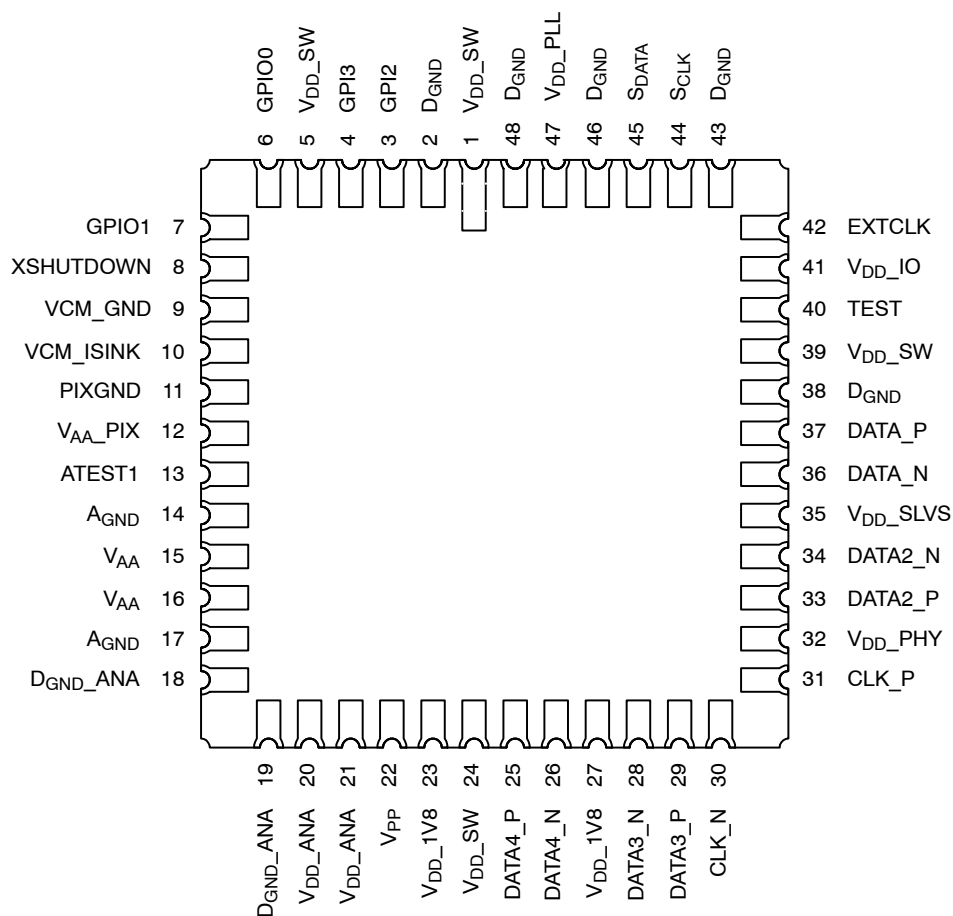 GPIO0
VDD_SW
GPI3
GPI2
DGND
VDD_SW
DGND
VDD_PLL
DGND
SDATA
SCLK
DGND
6 5 4 3 2 1 48 47 46 45 44 43
GPIO1 7
XSHUTDOWN 8
VCM_GND 9
VCM_ISINK 10
PIXGND 11
VAA_PIX 12
ATEST1 13
AGND 14
VAA 15
VAA 16
AGND 17
DGND_ANA 18
42 EXTCLK
41 VDD_IO
40 TEST
39 VDD_SW
38 DGND
37 DATA_P
36 DATA_N
35 VDD_SLVS
34 DATA2_N
33 DATA2_P
32 VDD_PHY
31 CLK_P
19 20 21 22 23 24 25 26 27 28 29 30
DGND_ANA
VDD_ANA
VDD_ANA
VPP
VDD_1V8
VDD_SW
DATA4_P
DATA4_N
VDD_1V8
DATA3_N
DATA3_P
CLK_N